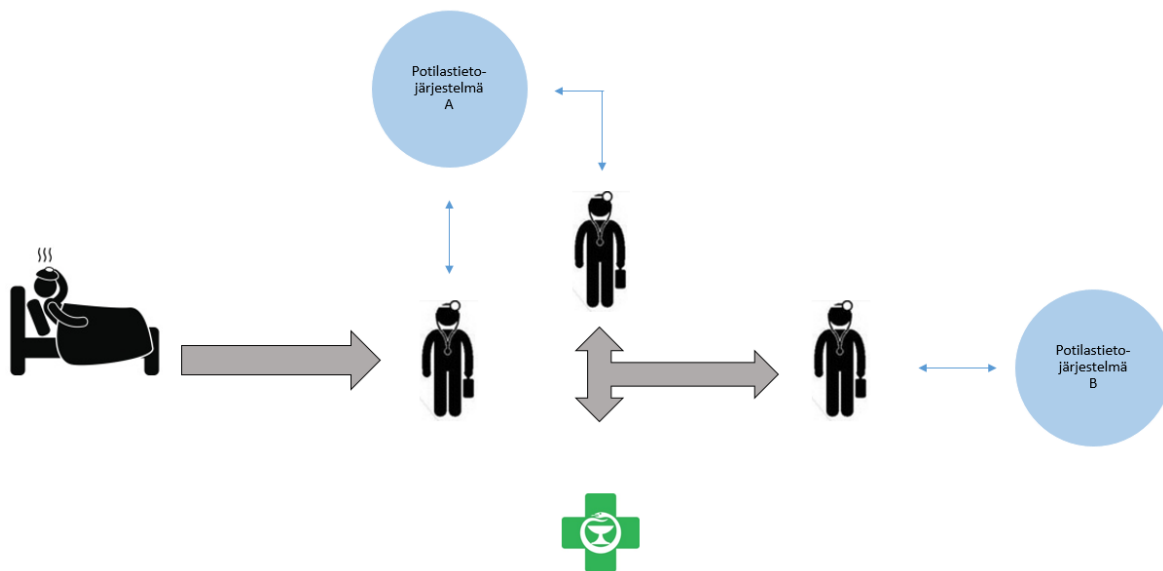 Potilastieto-
järjestelmä
A
Potilastieto-
järjestelmä
B